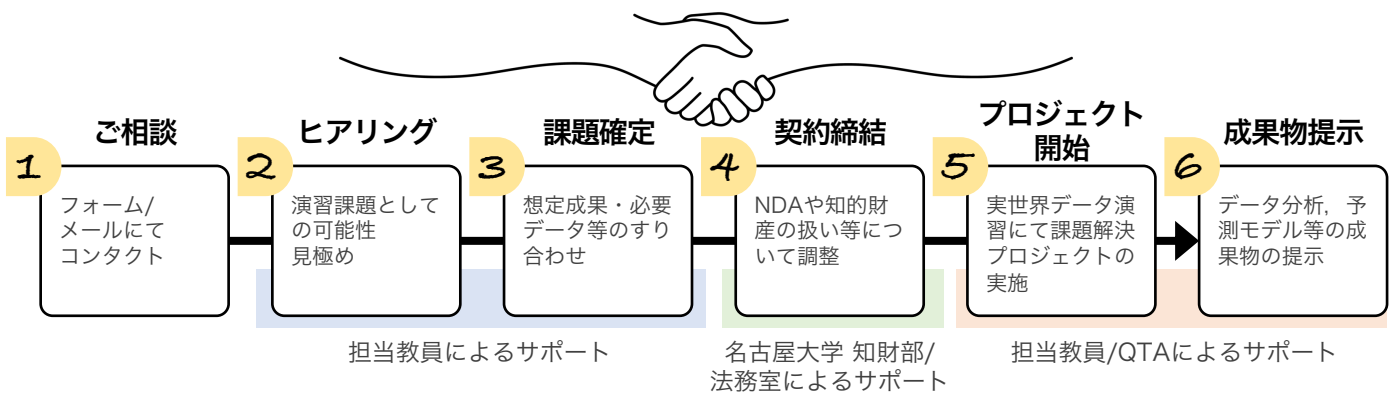 1
ご相談
フォーム/
メールにて
コンタクト
2
ヒアリング
演習課題として
の可能性
見極め
3
課題確定
想定成果・必要
データ等のすり
合わせ
4
契約締結
NDAや知的財
産の扱い等につ
いて調整
5
プロジェクト
開始
実世界データ演
習にて課題解決
プロジェクトの
実施
6
成果物提示
データ分析，予
測モデル等の成
果物の提示
担当教員によるサポート
名古屋大学 知財部/
法務室によるサポート
担当教員/QTAによるサポート